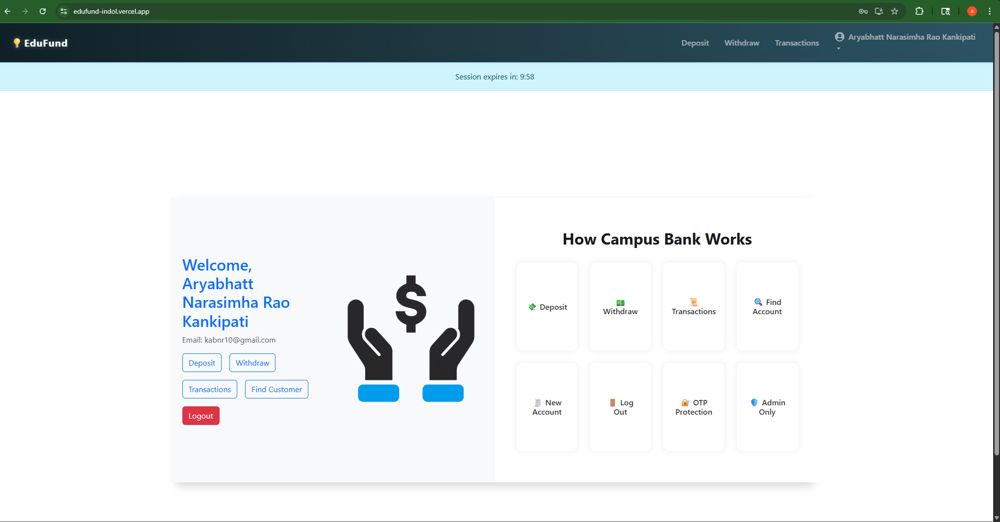 edufund-indol.vercel.app
a
EduFund
Deposit
Withdraw
Transactions
Aryabhatt Narasimha Rao Kankipati
Session expires in: 9:58
Welcome,
Aryabhatt
Narasimha Rao
Kankipati
Email: kabnr10@gmail.com
Deposit
Withdraw
Transactions
Find Customer
Logout
$
How Campus Bank Works
Deposit
Withdraw
Transactions
Find
Account
New
Account
Log
Out
OTP
Protection
Admin
Only